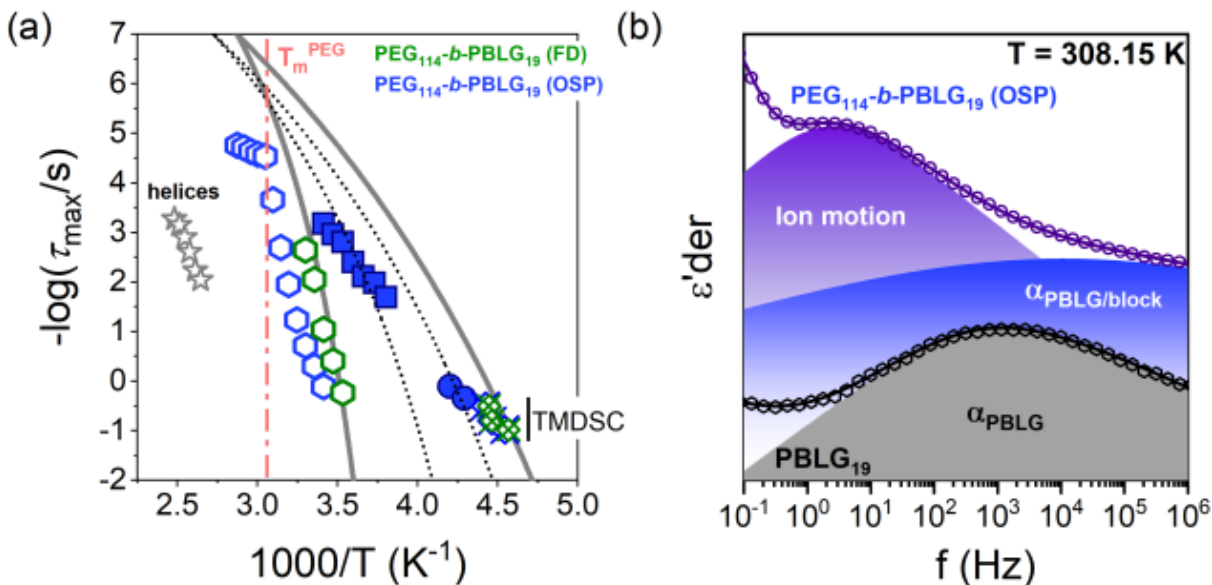 (a)
7
6
5
4
3
2
1
0
-1
-2
-log(τmax/s)
TmPEG
PEG114-b-PBLG19 (FD)
PEG114-b-PBLG19 (OSP)
helices
TMDSC
2.5 3.0 3.5 4.0 4.5 5.0
1000/T (K-1)
(b)
T = 308.15 K
PEG114-b-PBLG19 (OSP)
Ion motion
αPBLG/block
αPBLG
PBLG19
ε'der
10-1 100 101 102 103 104 105 106
f (Hz)